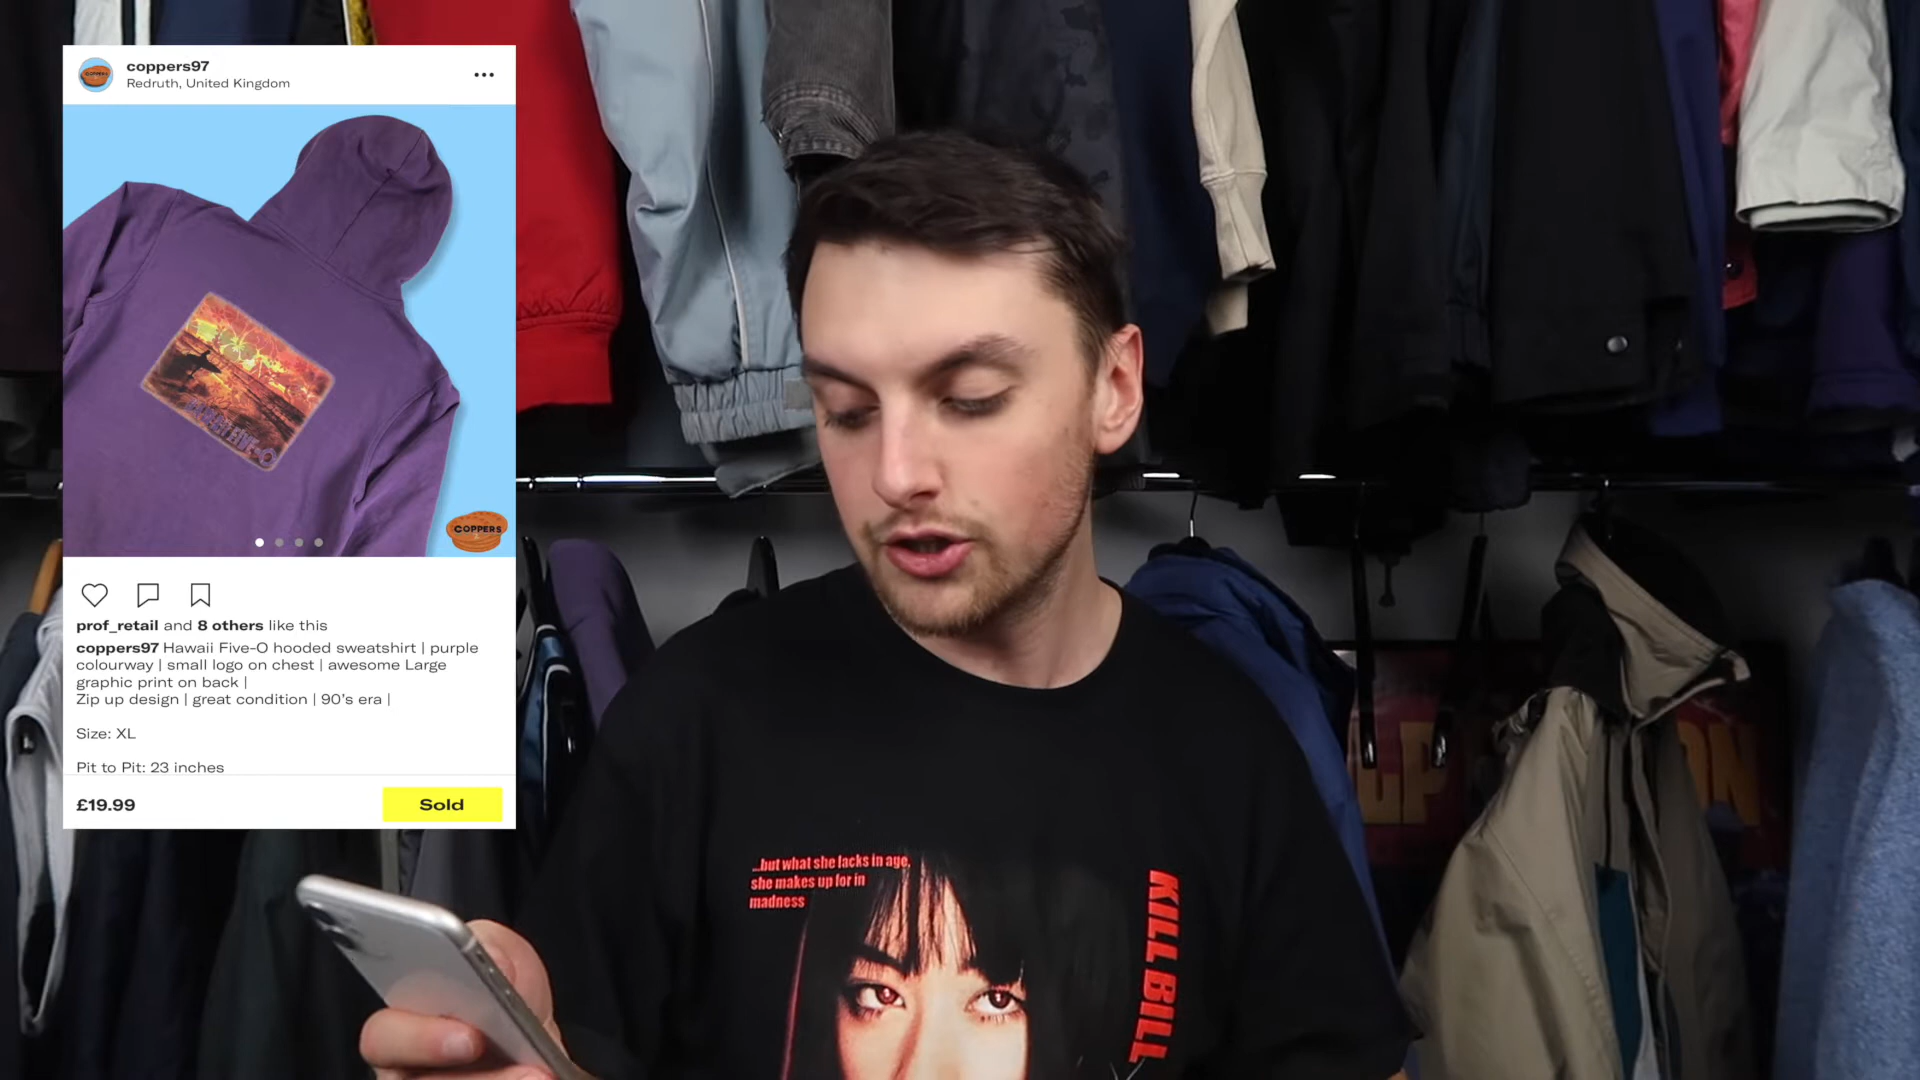 coppers97
Redruth, United Kingdom
COPPERS
prof_retail and 8 others like this
coppers97 Hawaii Five-O hooded sweatshirt | purple
colourway | small logo on chest | awesome Large
graphic print on back |
Zip up design | great condition | 90's era |
Size: XL
Pit to Pit: 23 inches
£19.99
Sold
...but what she lacks in age,
she makes up for in
madness
KILL BILL